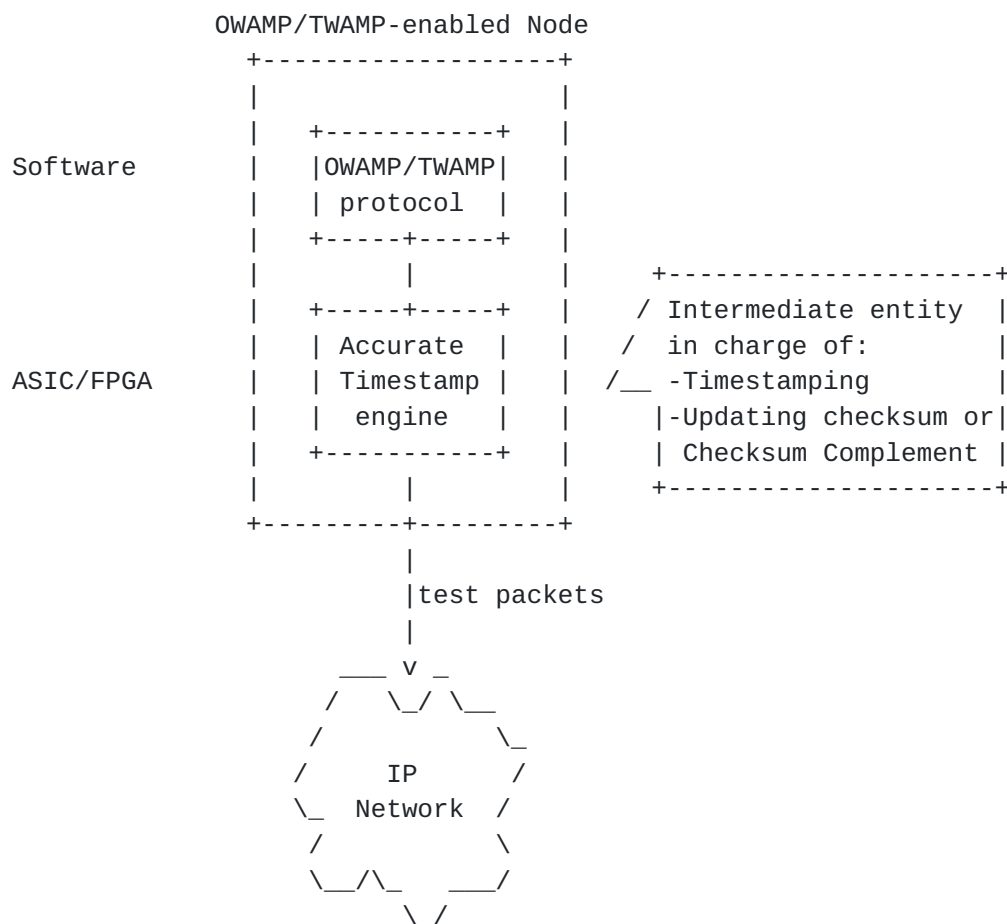 OWAMP/TWAMP-enabled Node
Software
OWAMP/TWAMP
protocol
Accurate
Timestamp
engine
ASIC/FPGA
Intermediate entity
in charge of:
-Timestamping
-Updating checksum or
Checksum Complement
test packets
IP
Network